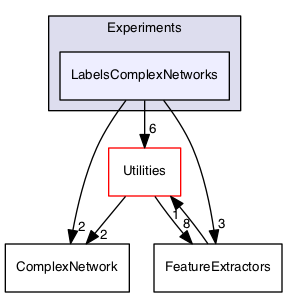 Experiments
LabelsComplexNetworks
6
Utilities
2
2
1
8
3
ComplexNetwork
FeatureExtractors